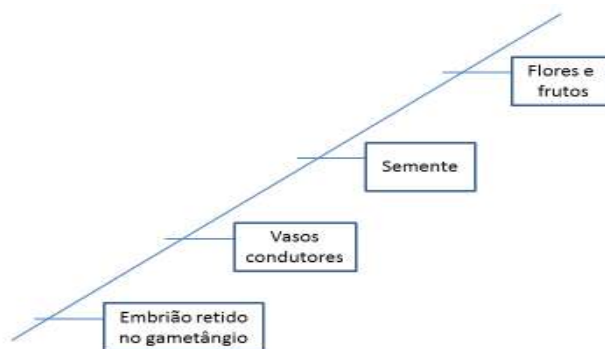 Flores e
frutos
Semente
Vasos
condutores
Embrião retido
no gametângio